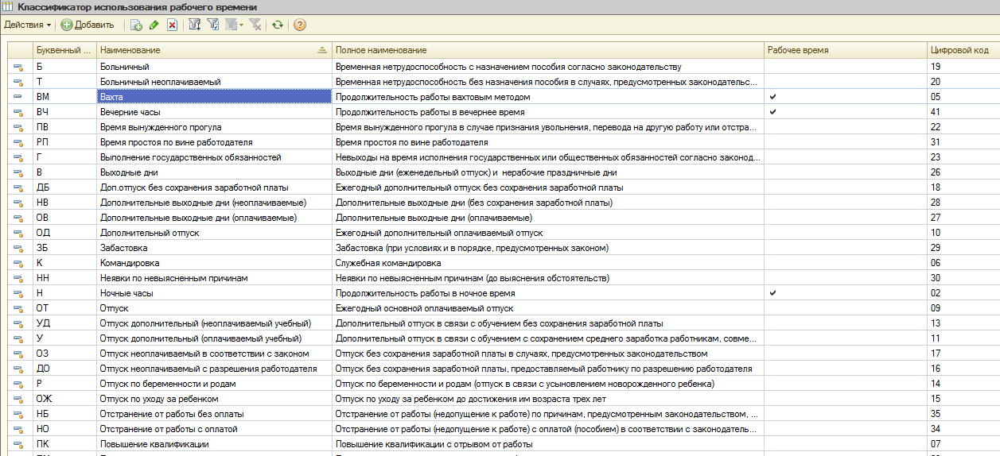 Классификатор использования рабочего времени
Действия Добавить
Буквенный ... Наименование Полное наименование Рабочее время Цифровой код
Б Больничный Временная нетрудоспособность с назначением пособия согласно законодательству 19
Т Больничный неоплачиваемый Временная нетрудоспособность без назначения пособия в случаях, предусмотренных законодательс... 20
ВМ Вахта Продолжительность работы вахтовым методом 05
ВЧ Вечерние часы Продолжительность работы в вечернее время 41
ПВ Время вынужденного прогула Время вынужденного прогула в случае признания увольнения, перевода на другую работу или отстра... 22
РП Время простоя по вине работодателя Время простоя по вине работодателя 31
Г Выполнение государственных обязанностей Невыходы на время исполнения государственных или общественных обязанностей согласно законод... 23
В Выходные дни Выходные дни (еженедельный отпуск) и нерабочие праздничные дни 26
ДБ Доп.отпуск без сохранения заработной платы Ежегодный дополнительный отпуск без сохранения заработной платы 18
НВ Дополнительные выходные дни (неоплачиваемые) Дополнительные выходные дни (без сохранения заработной платы) 28
ОВ Дополнительные выходные дни (оплачиваемые) Дополнительные выходные дни (оплачиваемые) 27
ОД Дополнительный отпуск Ежегодный дополнительный оплачиваемый отпуск 10
ЗБ Забастовка Забастовка (при условиях и в порядке, предусмотренных законом) 29
К Командировка Служебная командировка 06
НН Неявки по невыясненным причинам Неявки по невыясненным причинам (до выяснения обстоятельств) 30
Н Ночные часы Продолжительность работы в ночное время 02
ОТ Отпуск Ежегодный основной оплачиваемый отпуск 09
УД Отпуск дополнительный (неоплачиваемый учебный) Дополнительный отпуск в связи с обучением без сохранения заработной платы 13
У Отпуск дополнительный (оплачиваемый учебный) Дополнительный отпуск в связи с обучением с сохранением среднего заработка работникам, совме... 11
ОЗ Отпуск неоплачиваемый в соответствии с законом Отпуск без сохранения заработной платы в случаях, предусмотренных законодательством 17
ДО Отпуск неоплачиваемый с разрешения работодателя Отпуск без сохранения заработной платы, предоставляемый работнику по разрешению работодателя 16
Р Отпуск по беременности и родам Отпуск по беременности и родам (отпуск в связи с усыновлением новорожденного ребенка) 14
ОЖ Отпуск по уходу за ребенком Отпуск по уходу за ребенком до достижения им возраста трех лет 15
НБ Отстранение от работы без оплаты Отстранение от работы (недопущение к работе) по причинам, предусмотренным законодательством, ... 35
НО Отстранение от работы с оплатой Отстранение от работы (недопущение к работе) с оплатой (пособием) в соответствии с законодатель... 34
ПК Повышение квалификации Повышение квалификации с отрывом от работы 07